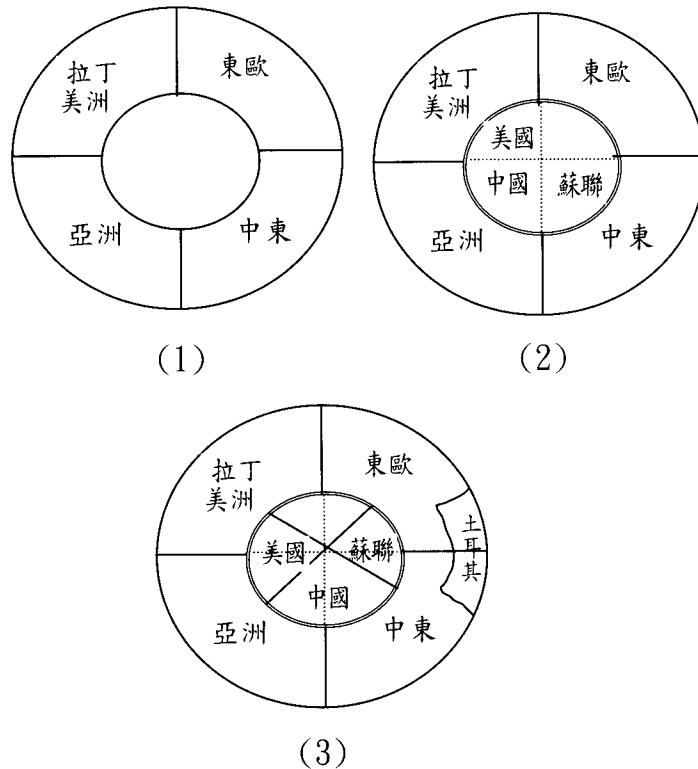 拉丁
美洲
東歐
亞洲
中東
(1)
拉丁
美洲
東歐
美國
中國
蘇聯
亞洲
中東
(2)
拉丁
美洲
東歐
土耳其
美國
蘇聯
中國
亞洲
中東
(3)